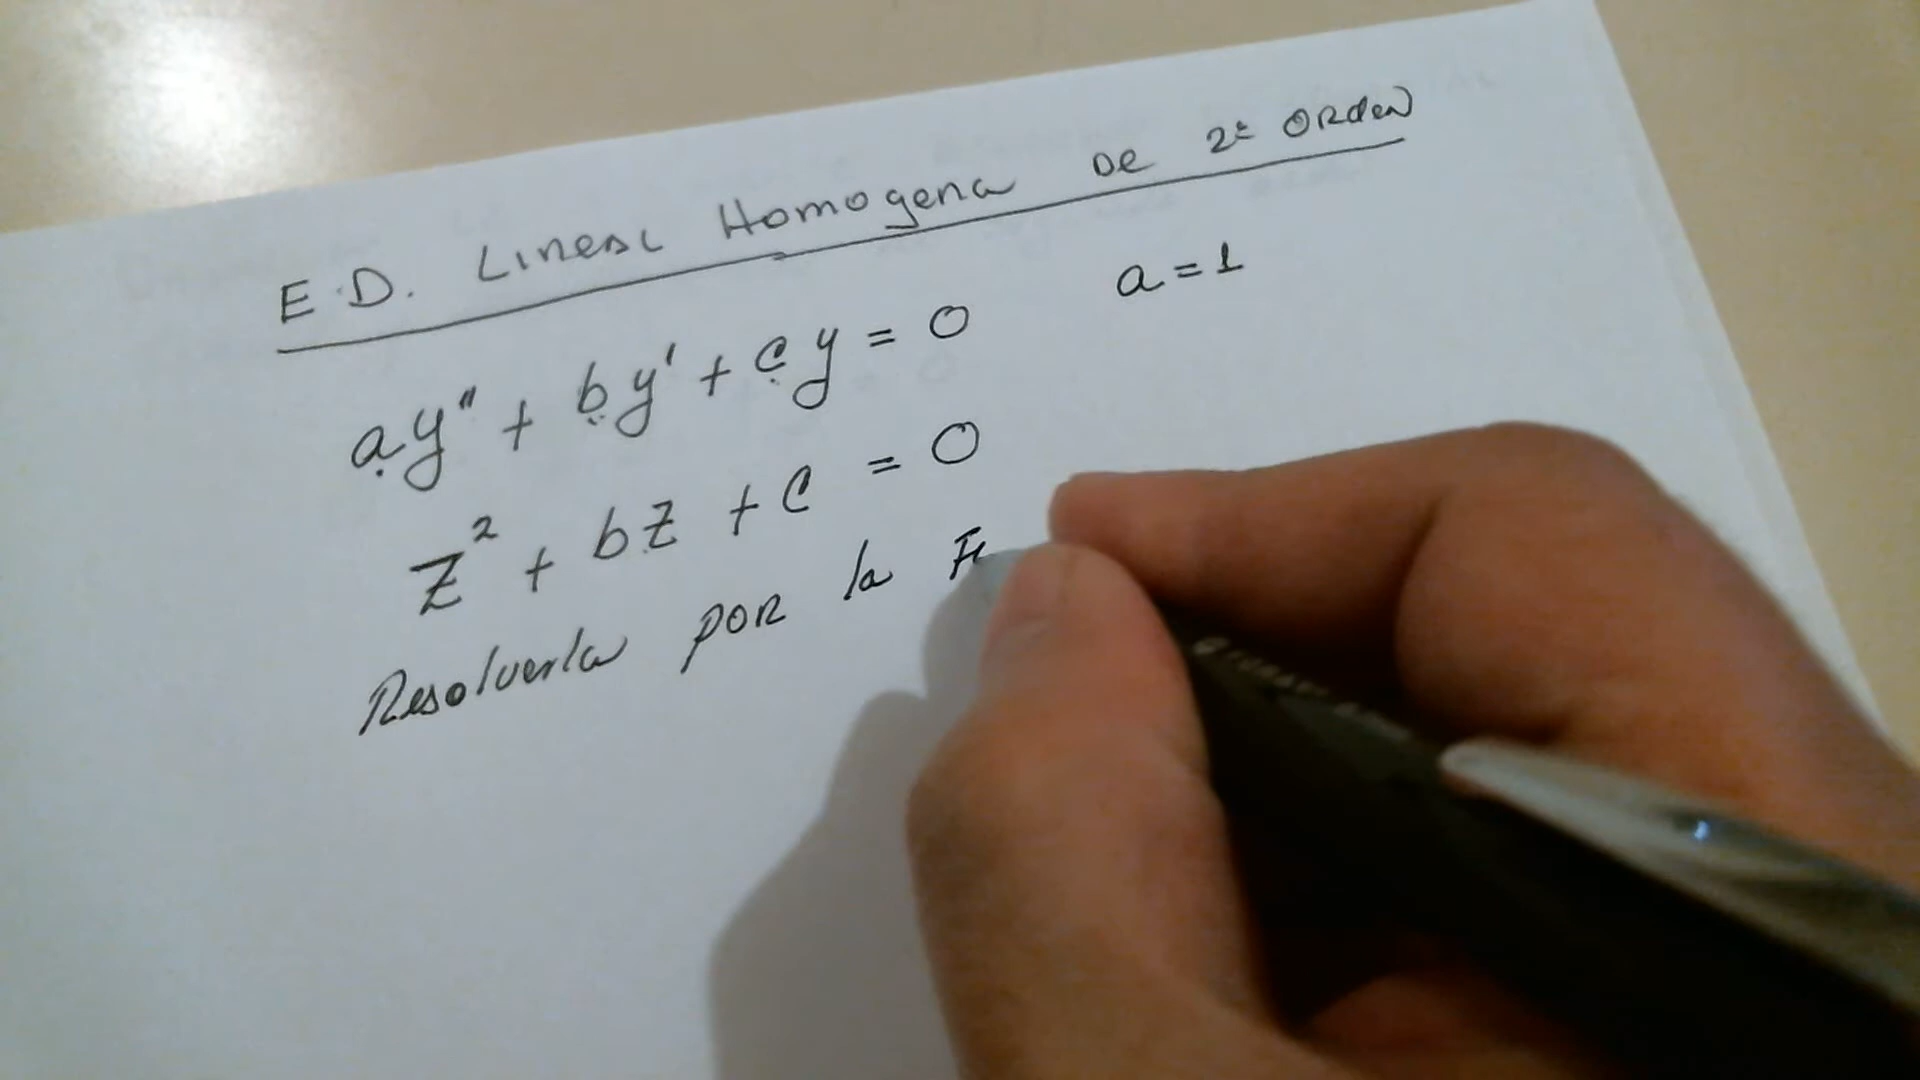 E.D. Lineal Homogena De 2º Orden
ay" + by' + cy = 0 a = 1
z² + bz + c = 0
Resolverla por la